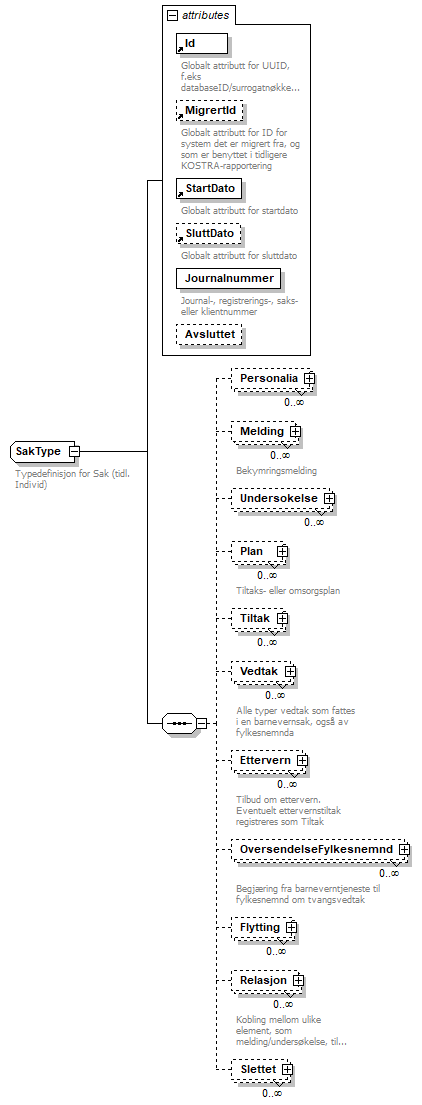 attributes
Id
Globalt attributt for UUID,
f.eks
databaseID/surrogatnøkke...
MigrertId
Globalt attributt for ID for
system det er migrert fra, og
som er benyttet i tidligere
KOSTRA-rapportering
StartDato
Globalt attributt for startdato
SluttDato
Globalt attributt for sluttdato
Journalnummer
Journal-, registrerings-, saks-
eller klientnummer
Avsluttet
SakType
Typedefinisjon for Sak (tidl.
Individ)
Personalia
0..∞
Melding
0..∞
Bekymringsmelding
Undersokelse
0..∞
Plan
0..∞
Tiltaks- eller omsorgsplan
Tiltak
0..∞
Vedtak
0..∞
Alle typer vedtak som fattes
i en barnevernsak, også av
fylkesnemnda
Ettervern
0..∞
Tilbud om ettervern.
Eventuelt ettervernstiltak
registreres som Tiltak
OversendelseFylkesnemnd
0..∞
Begjæring fra barneverntjeneste til
fylkesnemnd om tvangsvedtak
Flytting
0..∞
Relasjon
0..∞
Kobling mellom ulike
element, som
melding/undersøkelse, til...
Slettet
0..∞